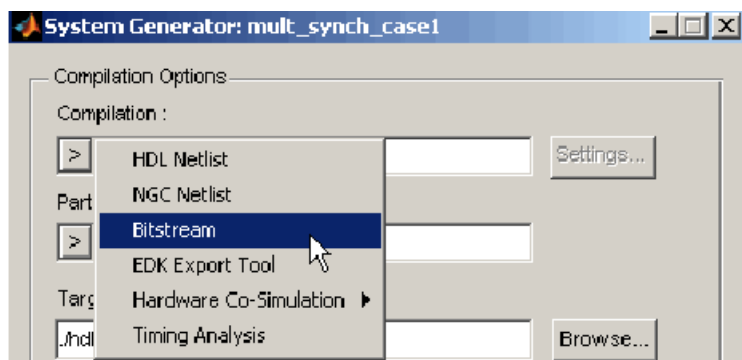 System Generator: mult_synch_case1
Compilation Options
Compilation :
> HDL Netlist Settings...
NGC Netlist
Part
Bitstream
>
EDK Export Tool
Targ Hardware Co-Simulation
./hdl Timing Analysis Browse...